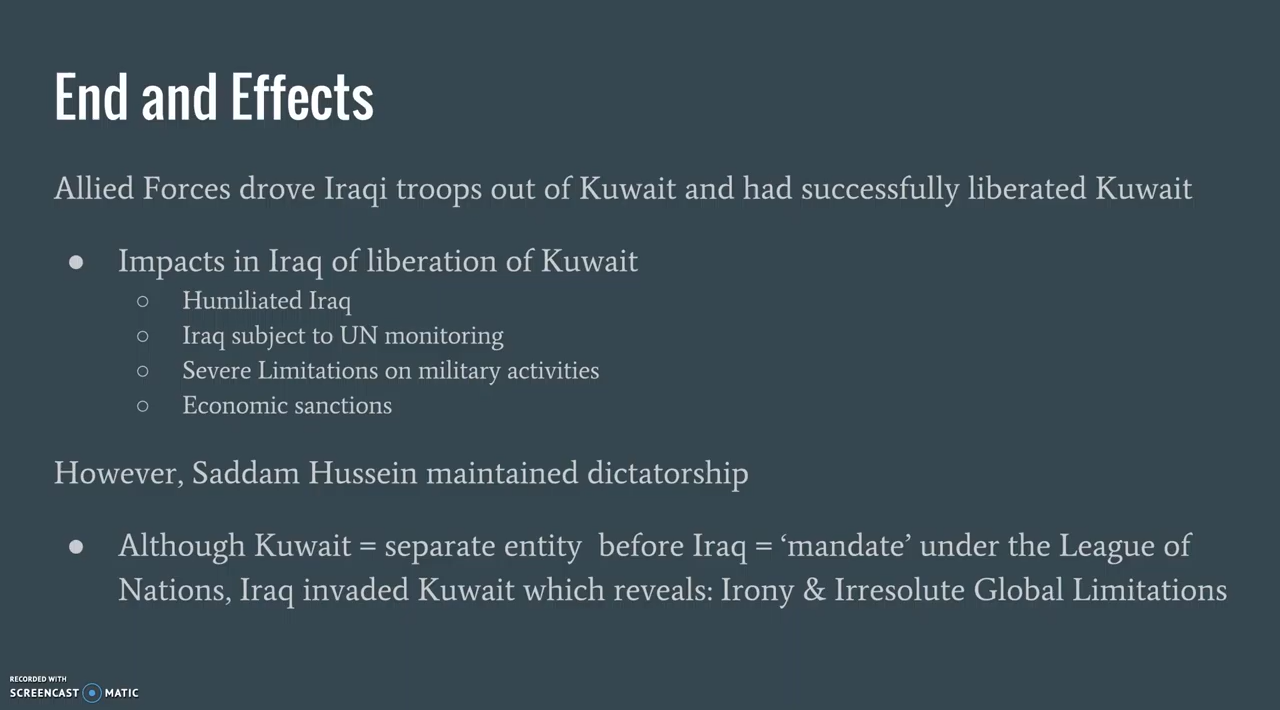 End and Effects
Allied Forces drove Iraqi troops out of Kuwait and had successfully liberated Kuwait
● Impacts in Iraq of liberation of Kuwait
○ Humiliated Iraq
○ Iraq subject to UN monitoring
○ Severe Limitations on military activities
○ Economic sanctions
However, Saddam Hussein maintained dictatorship
● Although Kuwait = separate entity  before Iraq = ‘mandate’ under the League of
Nations, Iraq invaded Kuwait which reveals: Irony & Irresolute Global Limitations
RECORDED WITH
SCREENCAST MATIC